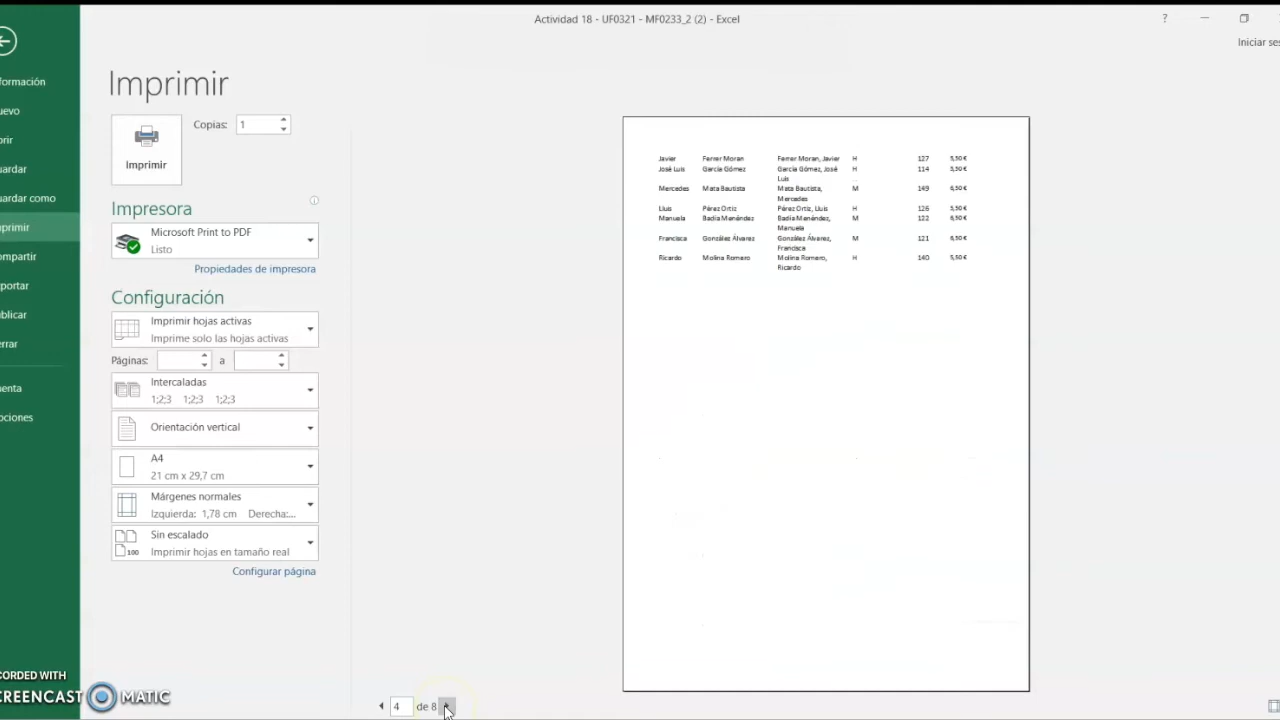 Actividad 18 - UF0321 - MF0233_2 (2) - Excel
?
Iniciar ses
formación
uevo
rir
uardar
uardar como
primir
ompartir
portar
ublicar
errar
uenta
pciones
Imprimir
Imprimir
Copias: 1
Impresora
Microsoft Print to PDF
Listo
Propiedades de impresora
Configuración
Imprimir hojas activas
Imprime solo las hojas activas
Páginas: a
Intercaladas
1;2;3 1;2;3 1;2;3
Orientación vertical
A4
21 cm x 29,7 cm
Márgenes normales
Izquierda: 1,78 cm Derecha:...
Sin escalado
100 Imprimir hojas en tamaño real
Configurar página
Javier Ferrer Moran Ferrer Moran, Javier H 127 5,50 €
José Luis García Gómez García Gómez, José H 114 5,50 €
Luis
Mercedes Mata Bautista Mata Bautista, M 149 6,50 €
Mercedes
Lluis Pérez Ortiz Pérez Ortiz, Lluis H 126 5,50 €
Manuela Badía Menéndez Badía Menéndez, M 122 6,50 €
Manuela
Francisca González Álvarez González Álvarez, M 121 6,50 €
Francisca
Ricardo Molina Romero Molina Romero, H 140 5,50 €
Ricardo
4 de 8
CORDED WITH
CREENCAST MATIC